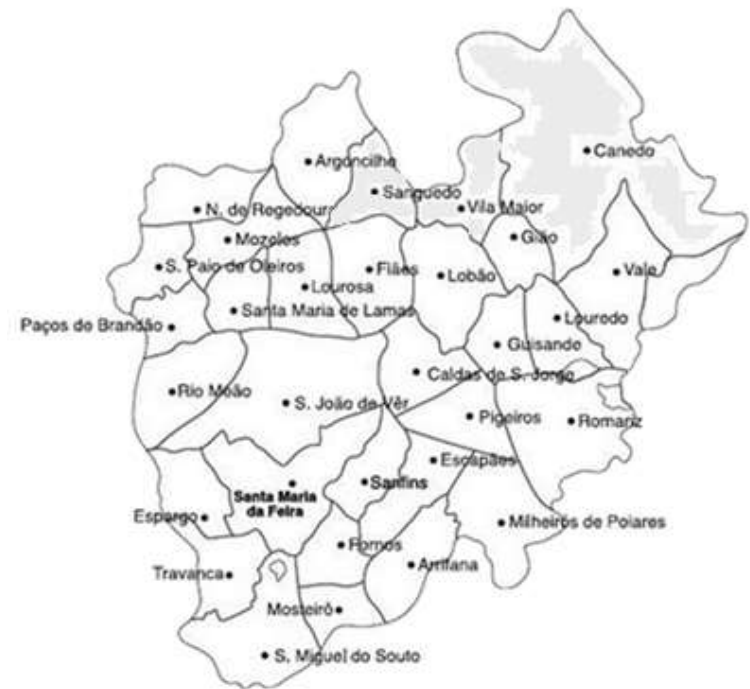 Argoncilhe
Canedo
Sanguedo
N. de Regedoura
Vila Maior
Mozelos
Gião
S. Paio de Oleiros
Fiães
Lobão
Vale
Lourosa
Santa Maria de Lamas
Louredo
Paços de Brandão
Guisande
Caldas de S. Jorge
Rio Meão
S. João de Vêr
Pigeiros
Romariz
Escapães
Sanfins
Santa Maria
da Feira
Espargo
Milheirós de Poiares
Fornos
Arrifana
Travanca
Mosteirô
S. Miguel do Souto